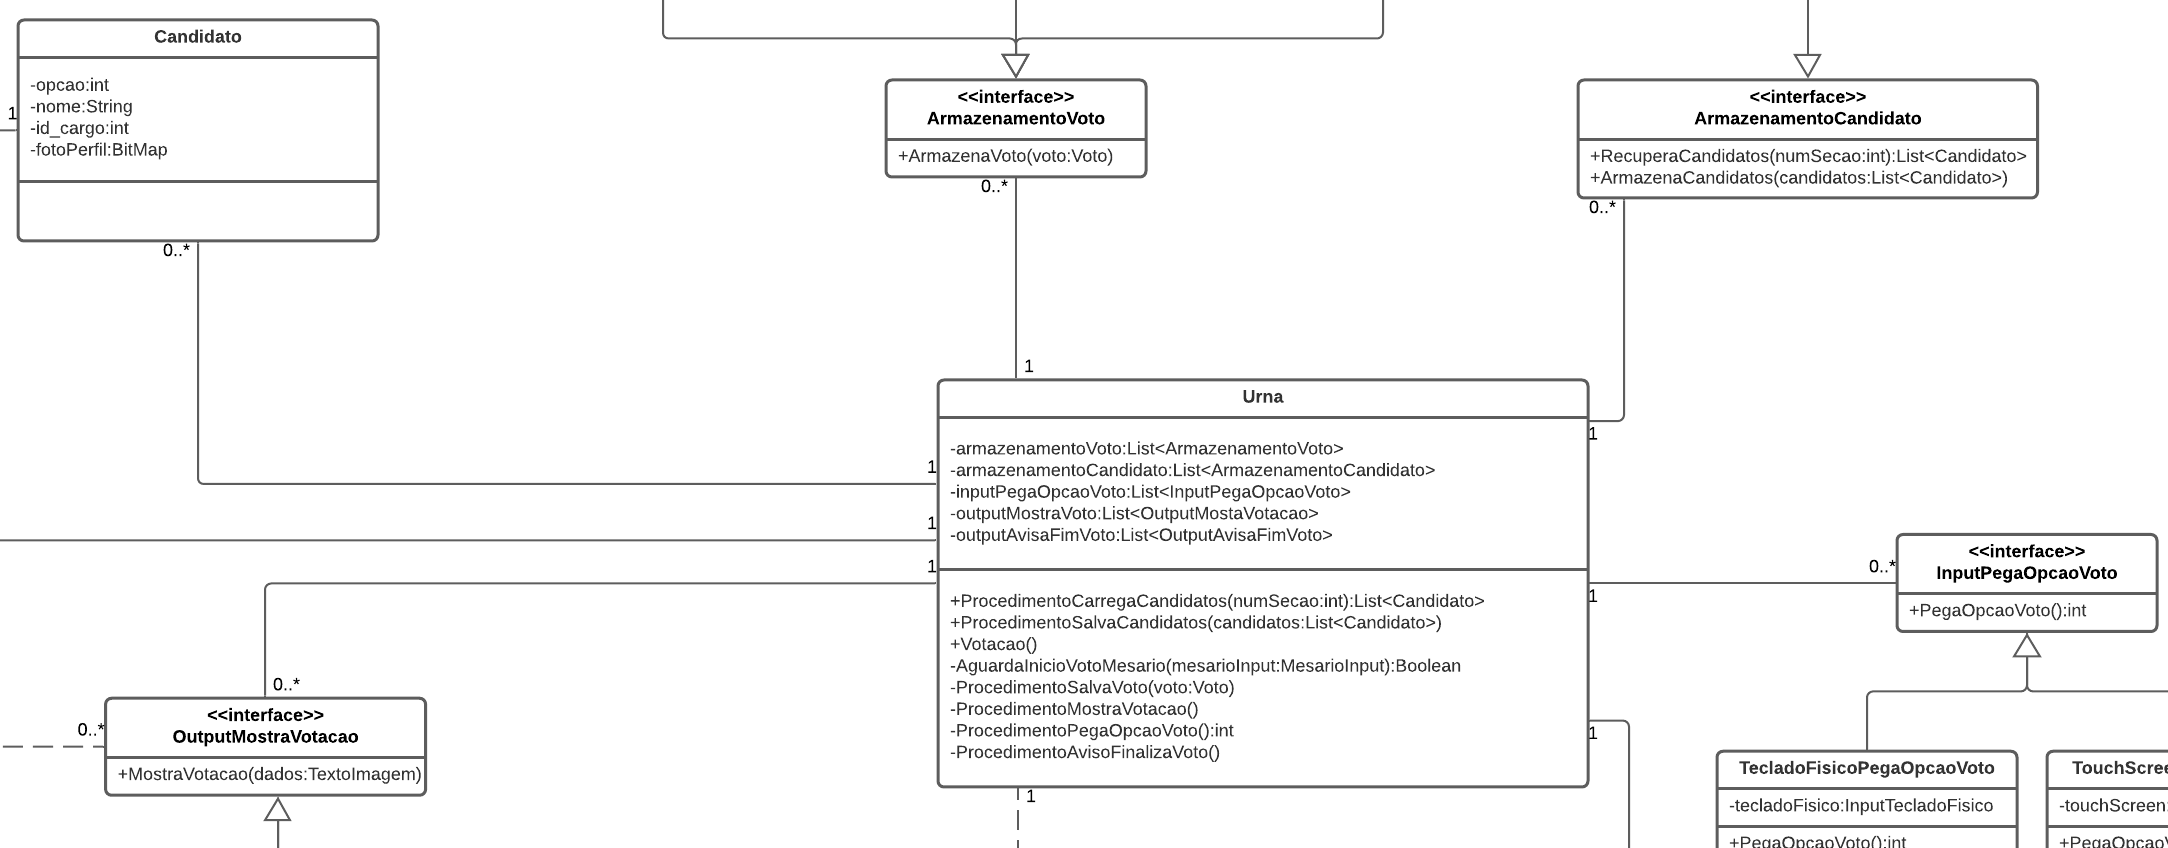 Candidato
-opcao:int
-nome:String
-id_cargo:int
-fotoPerfil:BitMap
1
0..*
<<interface>>
ArmazenamentoVoto
+ArmazenaVoto(voto:Voto)
0..*
1
<<interface>>
ArmazenamentoCandidato
+RecuperaCandidatos(numSecao:int):List<Candidato>
+ArmazenaCandidatos(candidatos:List<Candidato>)
0..*
1
Urna
-armazenamentoVoto:List<ArmazenamentoVoto>
-armazenamentoCandidato:List<ArmazenamentoCandidato>
-inputPegaOpcaoVoto:List<InputPegaOpcaoVoto>
-outputMostraVoto:List<OutputMostaVotacao>
-outputAvisaFimVoto:List<OutputAvisaFimVoto>
+ProcedimentoCarregaCandidatos(numSecao:int):List<Candidato>
+ProcedimentoSalvaCandidatos(candidatos:List<Candidato>)
+Votacao()
-AguardaInicioVotoMesario(mesarioInput:MesarioInput):Boolean
-ProcedimentoSalvaVoto(voto:Voto)
-ProcedimentoMostraVotacao()
-ProcedimentoPegaOpcaoVoto():int
-ProcedimentoAvisoFinalizaVoto()
1
1
1
1
1
1
0..*
<<interface>>
InputPegaOpcaoVoto
+PegaOpcaoVoto():int
0..*
0..*
<<interface>>
OutputMostraVotacao
+MostraVotacao(dados:TextoImagem)
TecladoFisicoPegaOpcaoVoto
-tecladoFisico:InputTecladoFisico
+PegaOpcaoVoto():int
TouchScree
-touchScreen:
+PegaOpcaoV